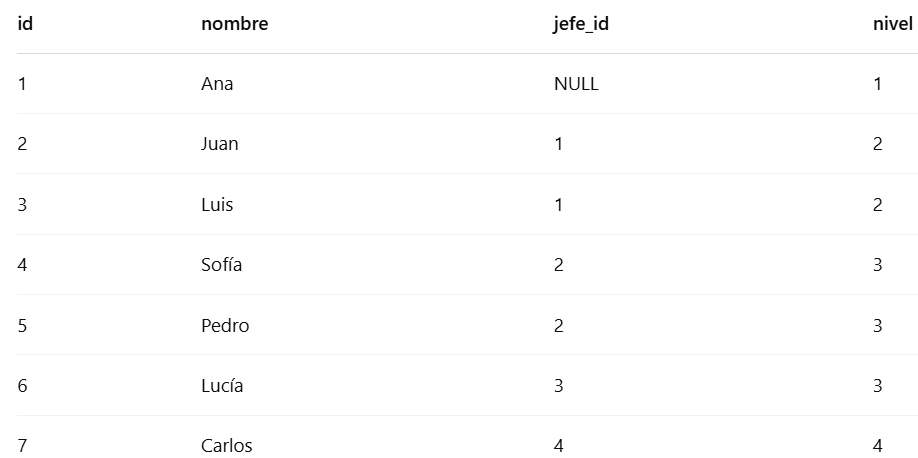 id nombre jefe_id nivel
1 Ana NULL 1
2 Juan 1 2
3 Luis 1 2
4 Sofía 2 3
5 Pedro 2 3
6 Lucía 3 3
7 Carlos 4 4